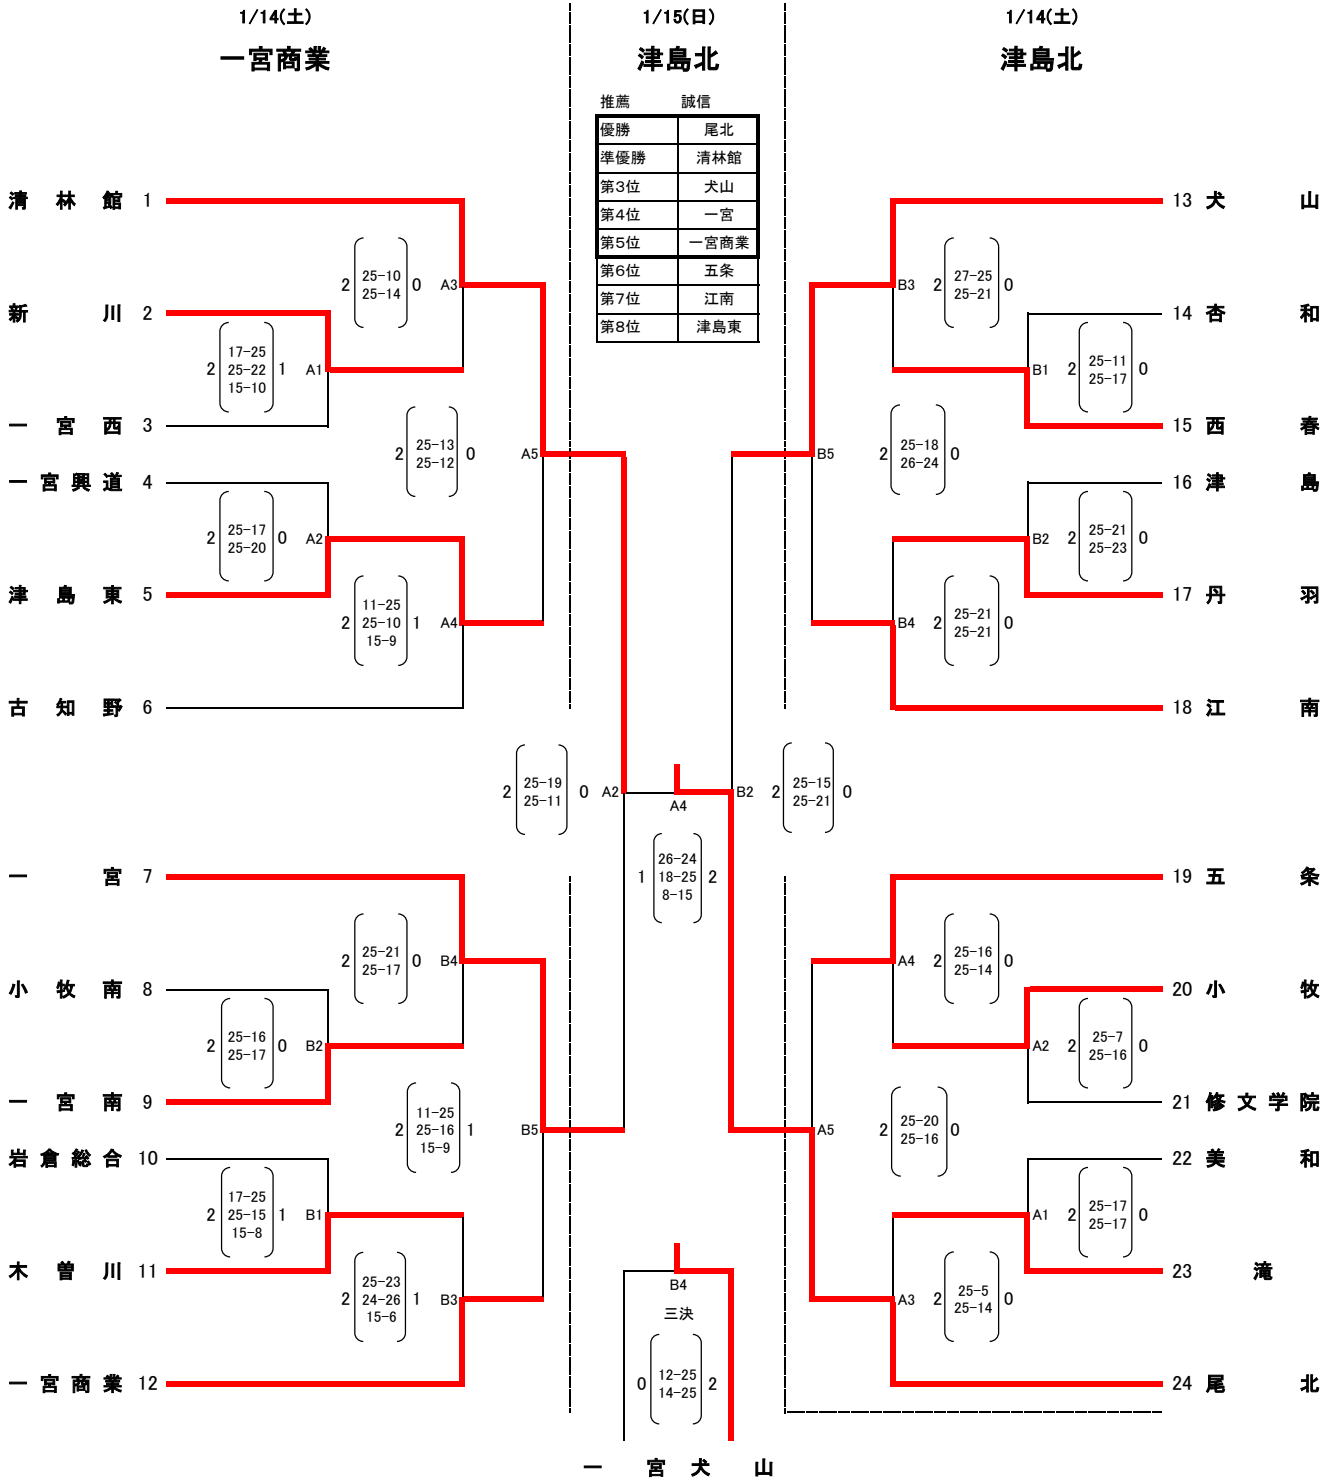 1/14(土) 1/15(日) 1/14(土)
一宮商業 津島北 津島北
推薦 誠信
優勝 尾北
準優勝 清林館
第3位 犬山
第4位 一宮
第5位 一宮商業
第6位 五条
第7位 江南
第8位 津島東
清林館 1
2 25-10 0 A3
25-14
新川 2
17-25
2 25-22 1 A1
15-10
一宮西 3
2 25-13 0 A5
25-12
一宮興道 4
2 25-17 0 A2
25-20
津島東 5
11-25
2 25-10 1 A4
15-9
古知野 6
2 25-19 0 A2
25-11
一宮 7
2 25-21 0 B4
25-17
小牧南 8
2 25-16 0 B2
25-17
一宮南 9
11-25
2 25-16 1 B5
15-9
岩倉総合 10
17-25
2 25-15 1 B1
15-8
木曽川 11
25-23
2 24-26 1 B3
15-6
一宮商業 12
A4
26-24
1 18-25 2
8-15
B4
三決
0 12-25 2
14-25
一宮 犬山
13 犬山
B3 2 27-25 0
25-21
14 杏和
B1 2 25-11 0
25-17
15 西春
B5 2 25-18 0
26-24
16 津島
B2 2 25-21 0
25-23
17 丹羽
B4 2 25-21 0
25-21
18 江南
B2 2 25-15 0
25-21
19 五条
A4 2 25-16 0
25-14
20 小牧
A2 2 25-7 0
25-16
21 修文学院
A5 2 25-20 0
25-16
22 美和
A1 2 25-17 0
25-17
23 滝
A3 2 25-5 0
25-14
24 尾北